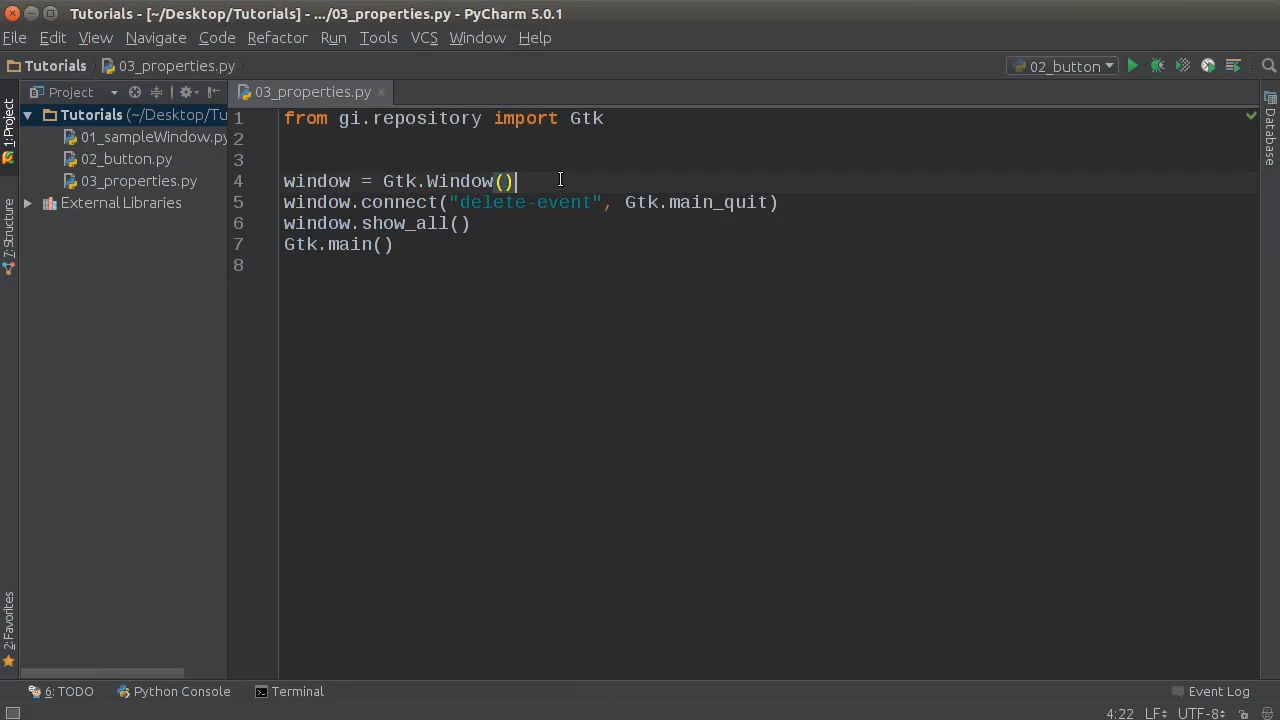 Tutorials - [~/Desktop/Tutorials] - .../03_properties.py - PyCharm 5.0.1
File Edit View Navigate Code Refactor Run Tools VCS Window Help
Tutorials 03_properties.py 02_button
1: Project
7: Structure
2: Favorites
Project 03_properties.py
Tutorials (~/Desktop/Tu
01_sampleWindow.py
02_button.py
03_properties.py
External Libraries
1 from gi.repository import Gtk
2
3
4 window = Gtk.Window()
5 window.connect("delete-event", Gtk.main_quit)
6 window.show_all()
7 Gtk.main()
8
Database
6: TODO Python Console Terminal Event Log
4:22 LF UTF-8